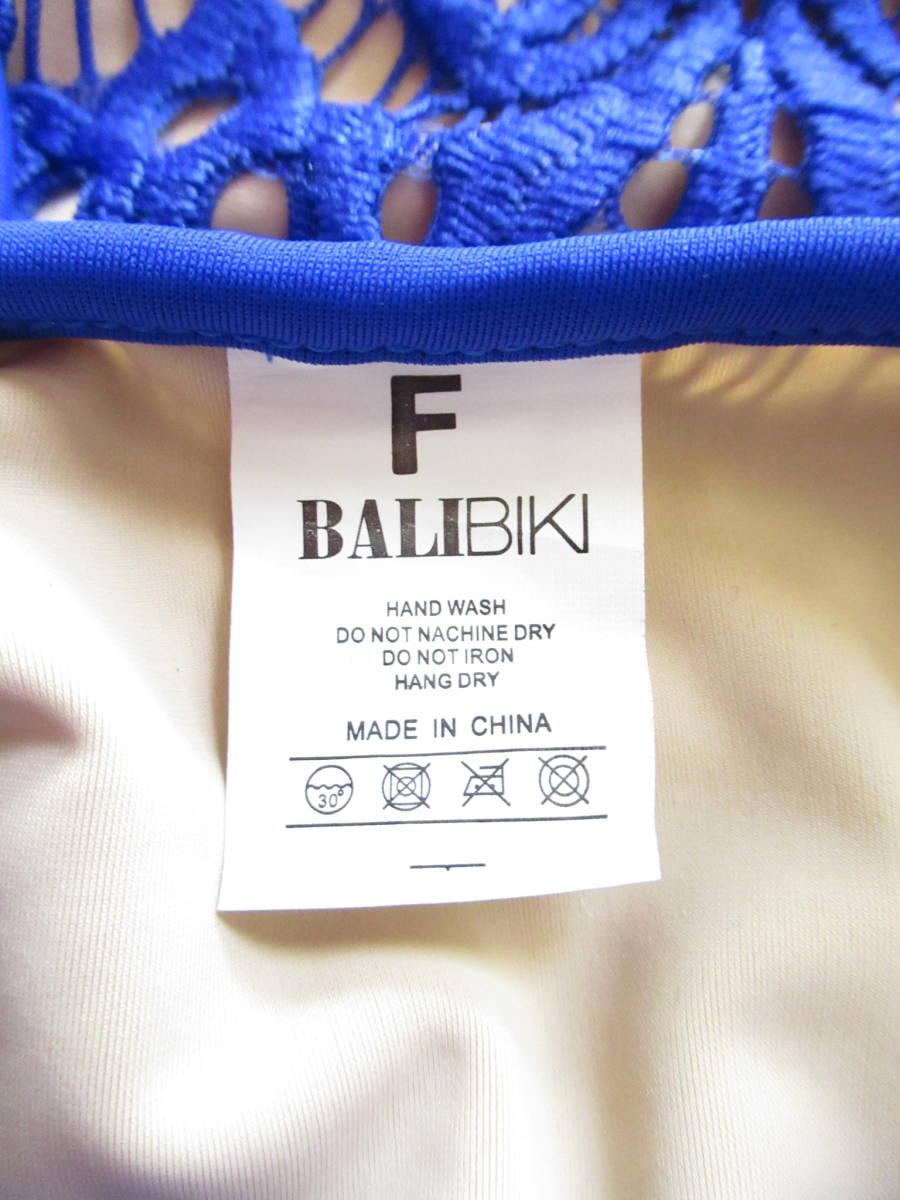 F
BALIBIKI
HAND WASH
DO NOT NACHINE DRY
DO NOT IRON
HANG DRY
MADE IN CHINA
30°